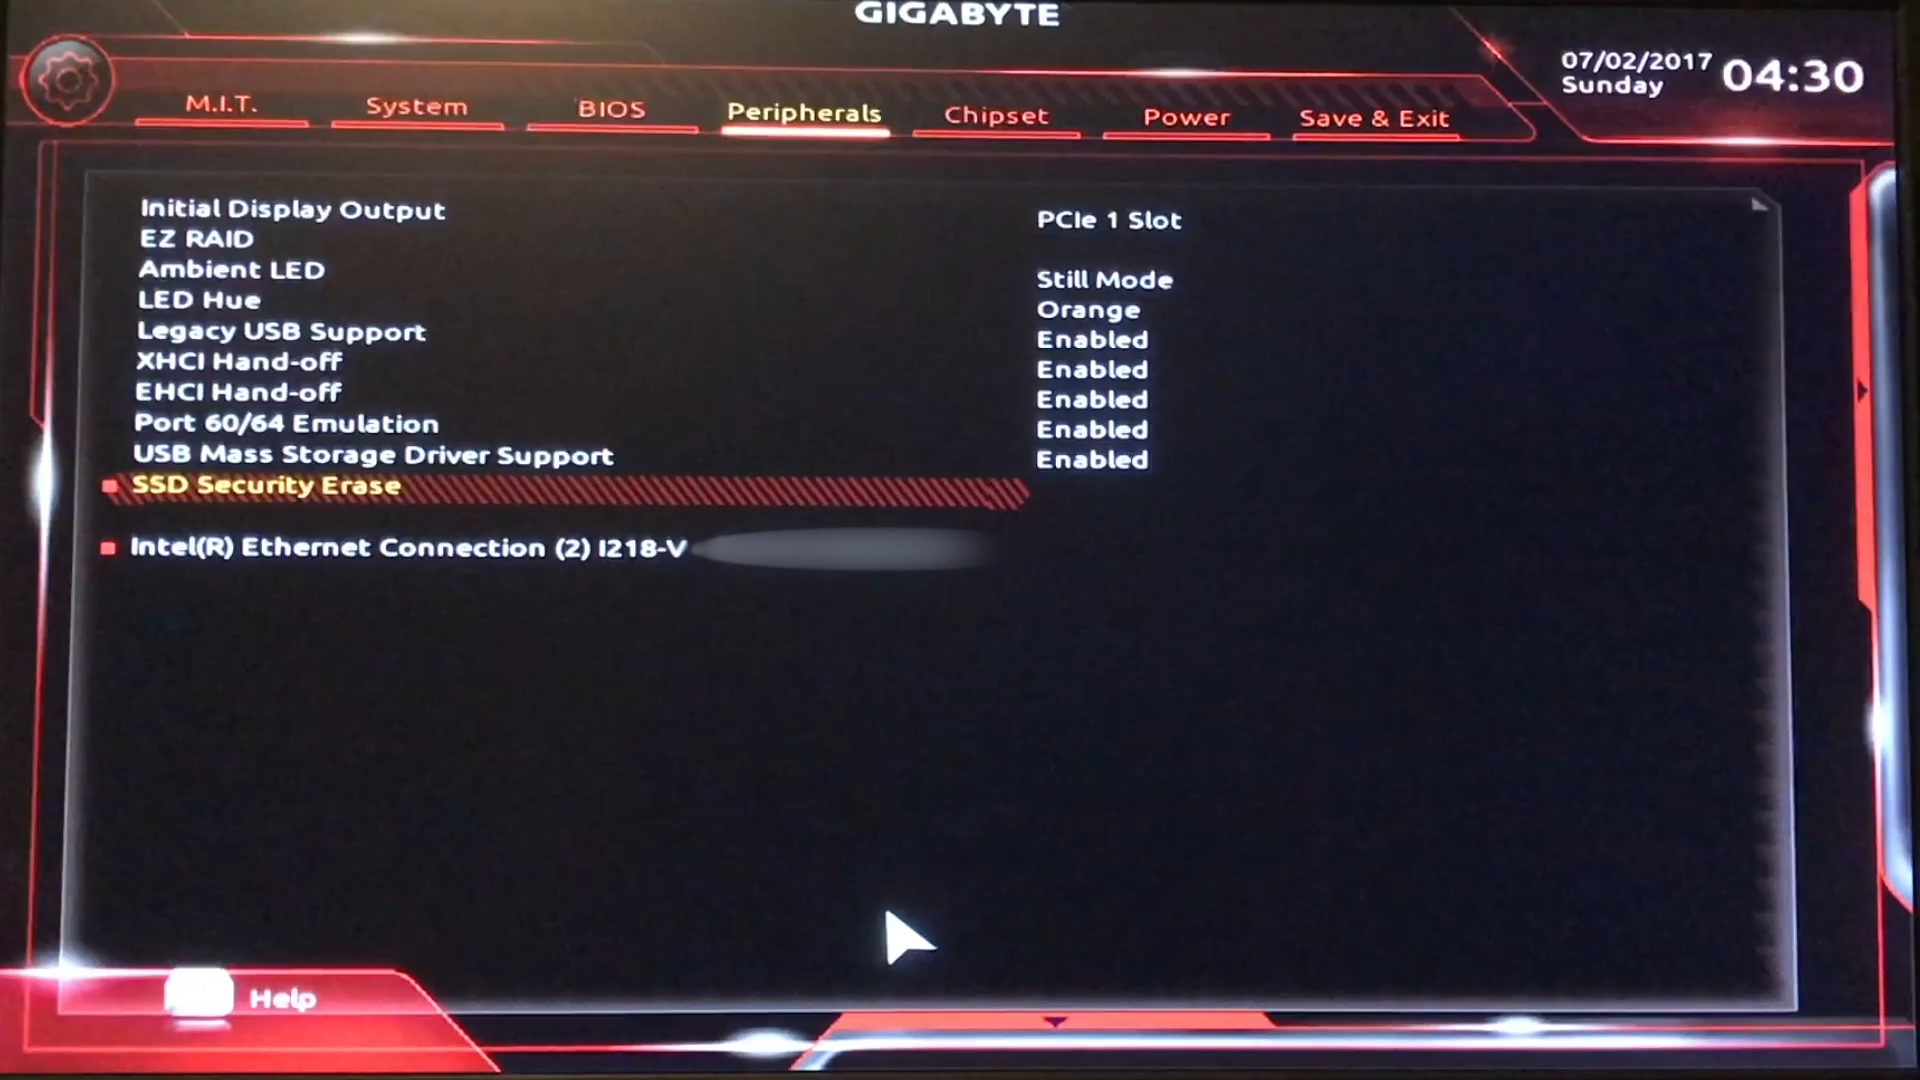 GIGABYTE
07/02/2017
Sunday
04:30
M.I.T.
System
BIOS
Peripherals
Chipset
Power
Save & Exit
Initial Display Output
PCIe 1 Slot
EZ RAID
Ambient LED
Still Mode
LED Hue
Orange
Legacy USB Support
Enabled
XHCI Hand-off
Enabled
EHCI Hand-off
Enabled
Port 60/64 Emulation
Enabled
USB Mass Storage Driver Support
Enabled
SSD Security Erase
Intel(R) Ethernet Connection (2) I218-V
Help